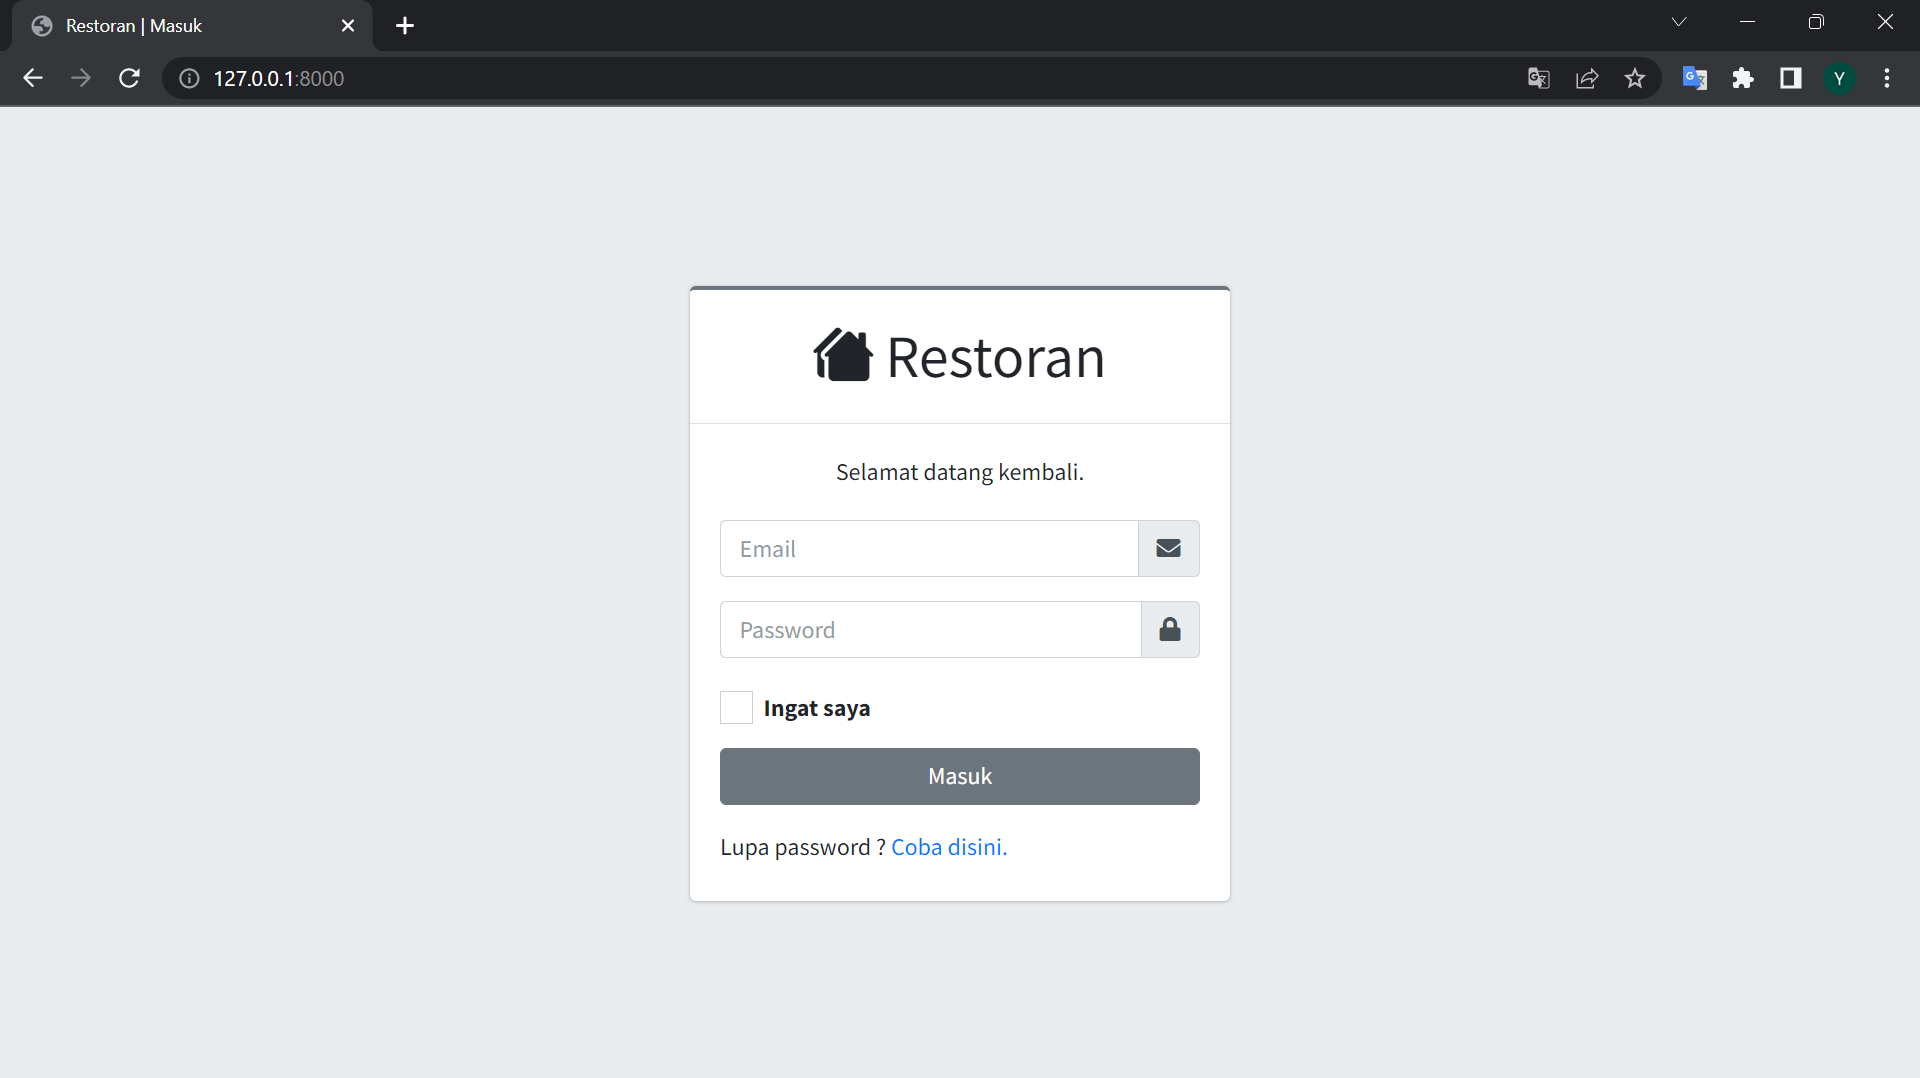 Restoran | Masuk
127.0.0.1:8000
Y
Restoran
Selamat datang kembali.
Email
Password
Ingat saya
Masuk
Lupa password ? Coba disini.